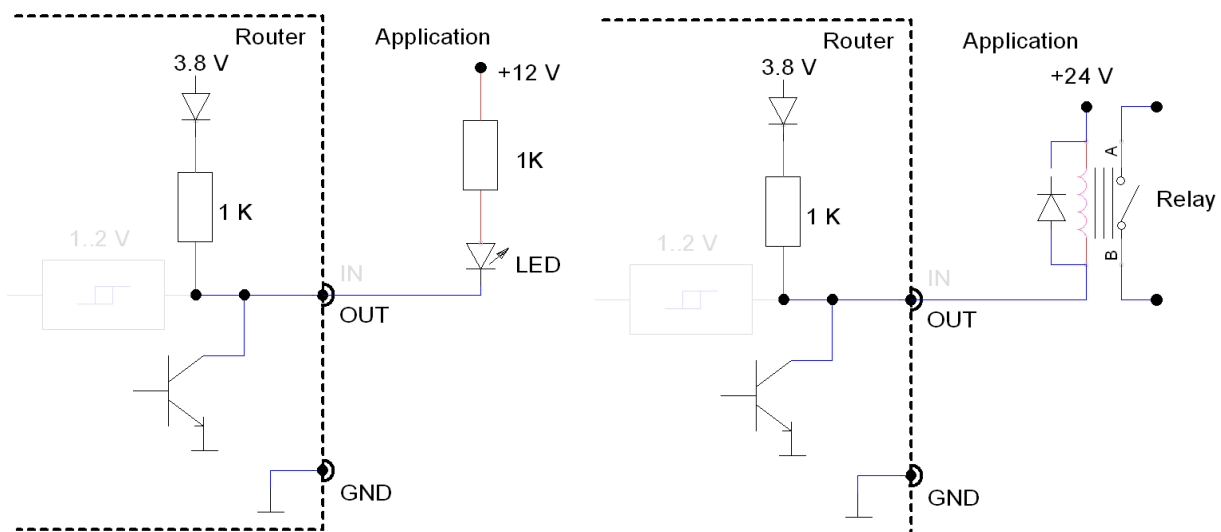 Router
Application
3.8 V
+12 V
1 K
1K
1..2 V
IN
LED
OUT
GND
Router
Application
3.8 V
+24 V
A
1 K
Relay
1..2 V
B
IN
OUT
GND